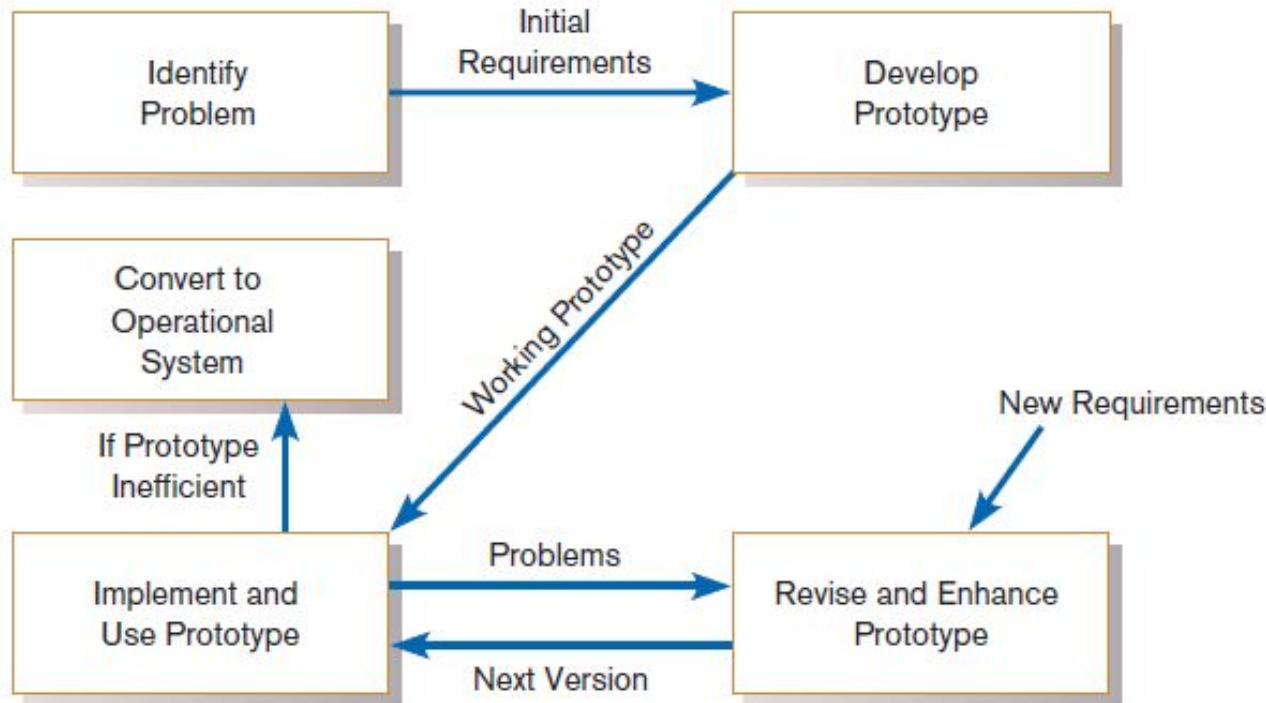 Identify
Problem
Initial
Requirements
Develop
Prototype
Working Prototype
Convert to
Operational
System
If Prototype
Inefficient
New Requirements
Implement and
Use Prototype
Problems
Next Version
Revise and Enhance
Prototype